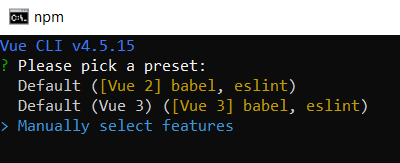 npm
Vue CLI v4.5.15
? Please pick a preset:
Default ([Vue 2] babel, eslint)
Default (Vue 3) ([Vue 3] babel, eslint)
> Manually select features